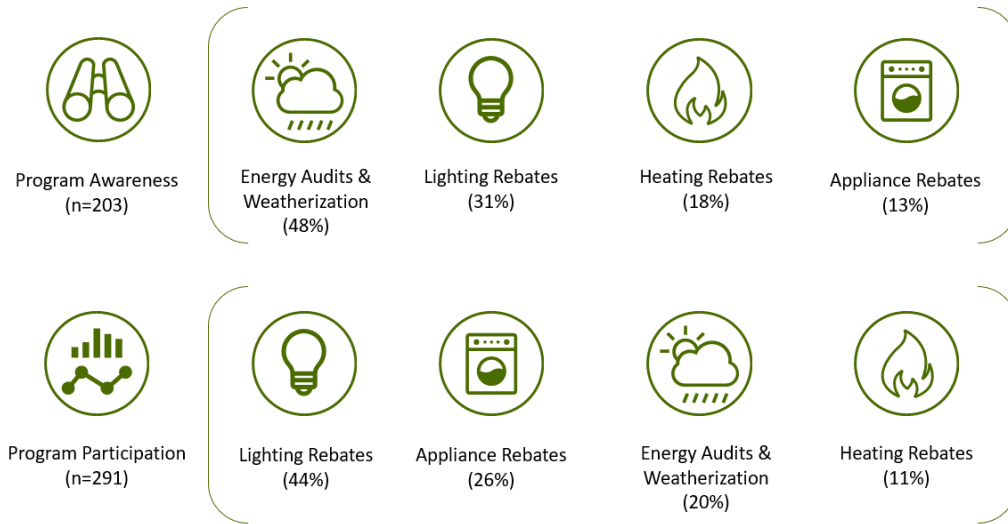 Program Awareness
(n=203)
Energy Audits &
Weatherization
(48%)
Lighting Rebates
(31%)
Heating Rebates
(18%)
Appliance Rebates
(13%)
Program Participation
(n=291)
Lighting Rebates
(44%)
Appliance Rebates
(26%)
Energy Audits &
Weatherization
(20%)
Heating Rebates
(11%)